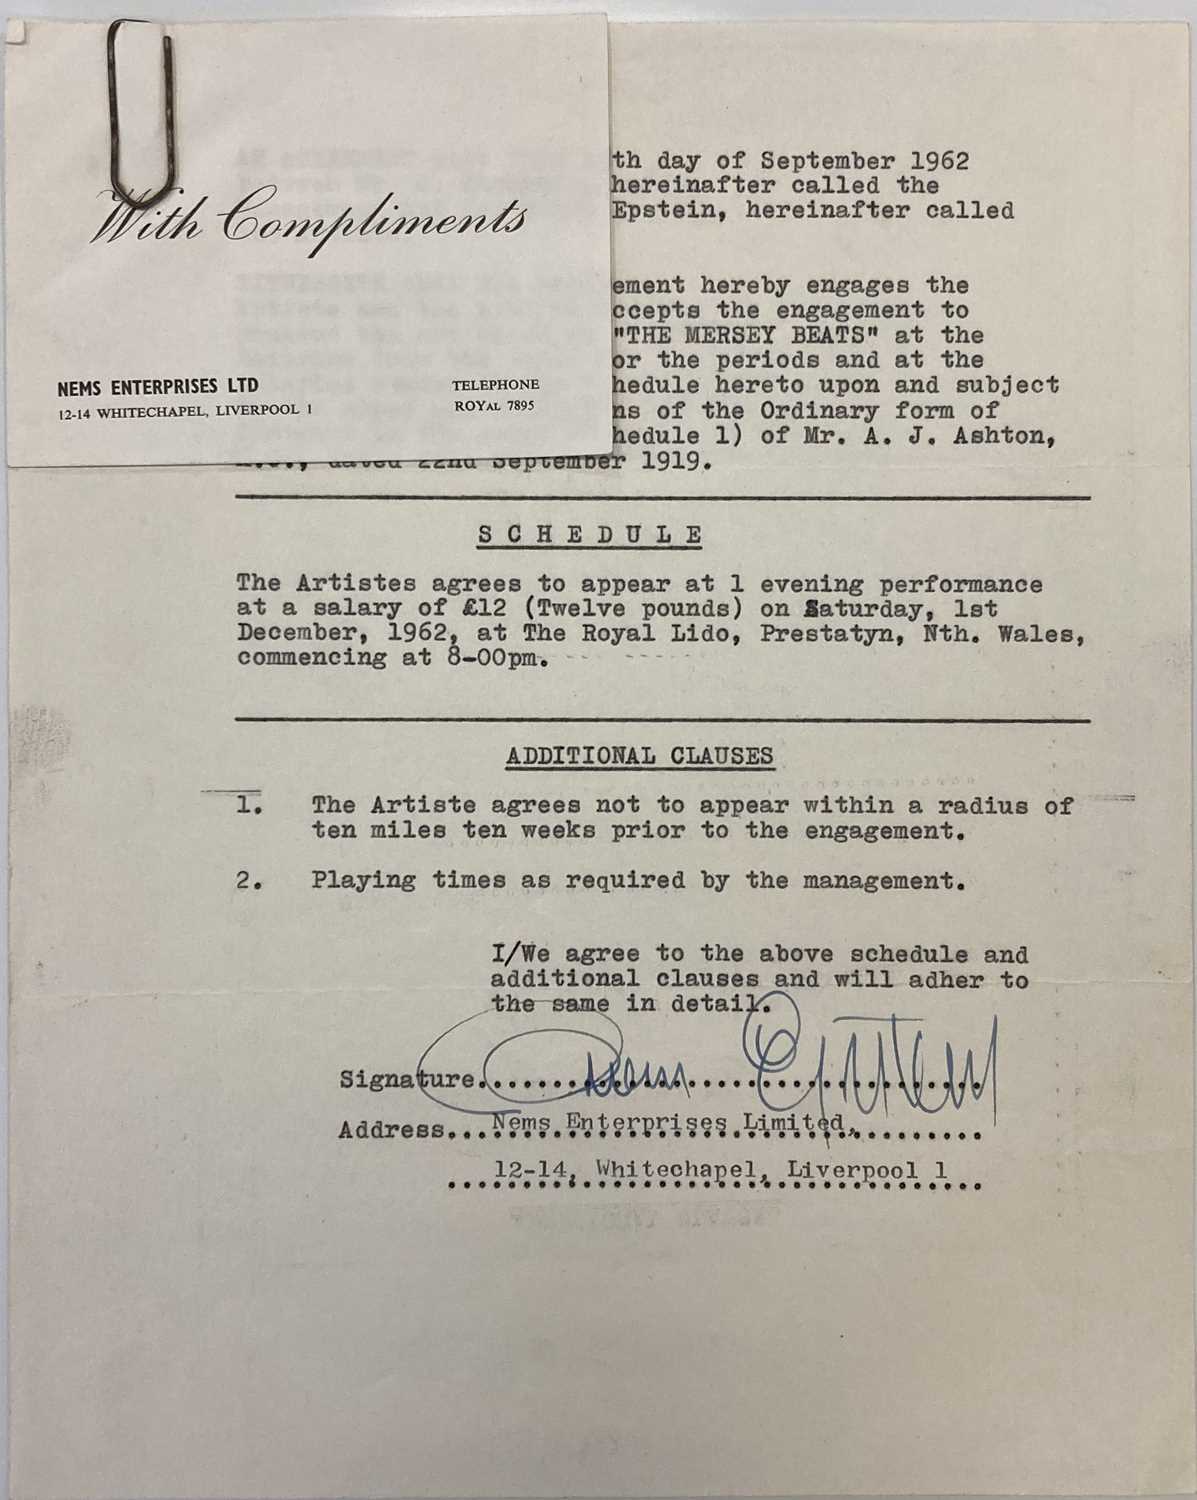 With Compliments
NEMS ENTERPRISES LTD
12-14 WHITECHAPEL, LIVERPOOL 1
TELEPHONE
ROYAL 7895
th day of September 1962
hereinafter called the
Epstein, hereinafter called
ement hereby engages the
ccepts the engagement to
"THE MERSEY BEATS" at the
or the periods and at the
hedule hereto upon and subject
ns of the Ordinary form of
hedule 1) of Mr. A. J. Ashton,
dated 22nd September 1919.
SCHEDULE
The Artistes agrees to appear at 1 evening performance
at a salary of £12 (Twelve pounds) on Saturday, 1st
December, 1962, at The Royal Lido, Prestatyn, Nth. Wales,
commencing at 8-00pm.
ADDITIONAL CLAUSES
1. The Artiste agrees not to appear within a radius of
ten miles ten weeks prior to the engagement.
2. Playing times as required by the management.
I/We agree to the above schedule and
additional clauses and will adher to
the same in detail.
Signature. Epstein
Address... Nems Enterprises Limited,
12-14, Whitechapel, Liverpool 1